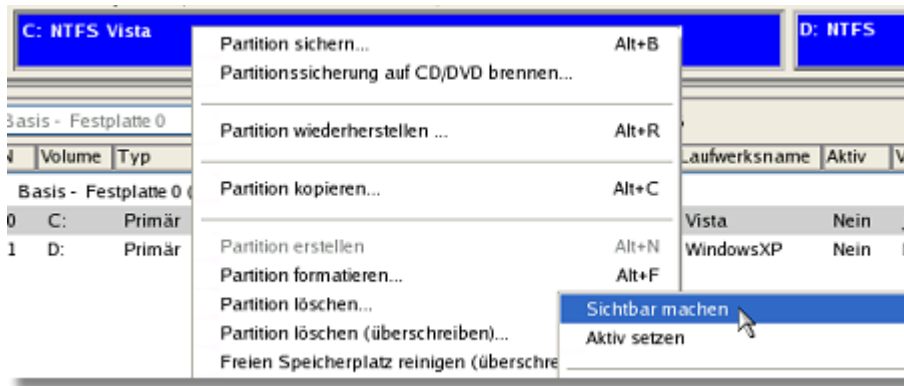 C: NTFS Vista
D: NTFS
Partition sichern... Alt+B
Partitionssicherung auf CD/DVD brennen...
Basis - Festplatte 0
Partition wiederherstellen ... Alt+R
Volume Typ Laufwerksname Aktiv
Partition kopieren... Alt+C
Basis - Festplatte 0 (
0 C: Primär Vista Nein
1 D: Primär WindowsXP Nein
Partition erstellen Alt+N
Partition formatieren... Alt+F
Partition löschen...
Sichtbar machen
Partition löschen (überschreiben)...
Aktiv setzen
Freien Speicherplatz reinigen (überschre